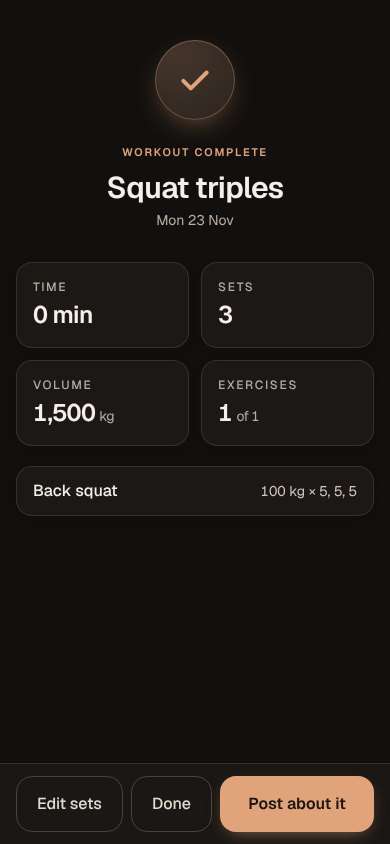 WORKOUT COMPLETE
Squat triples
Mon 23 Nov
TIME
0 min
SETS
3
VOLUME
1,500 kg
EXERCISES
1 of 1
Back squat 100 kg × 5, 5, 5
Edit sets Done Post about it